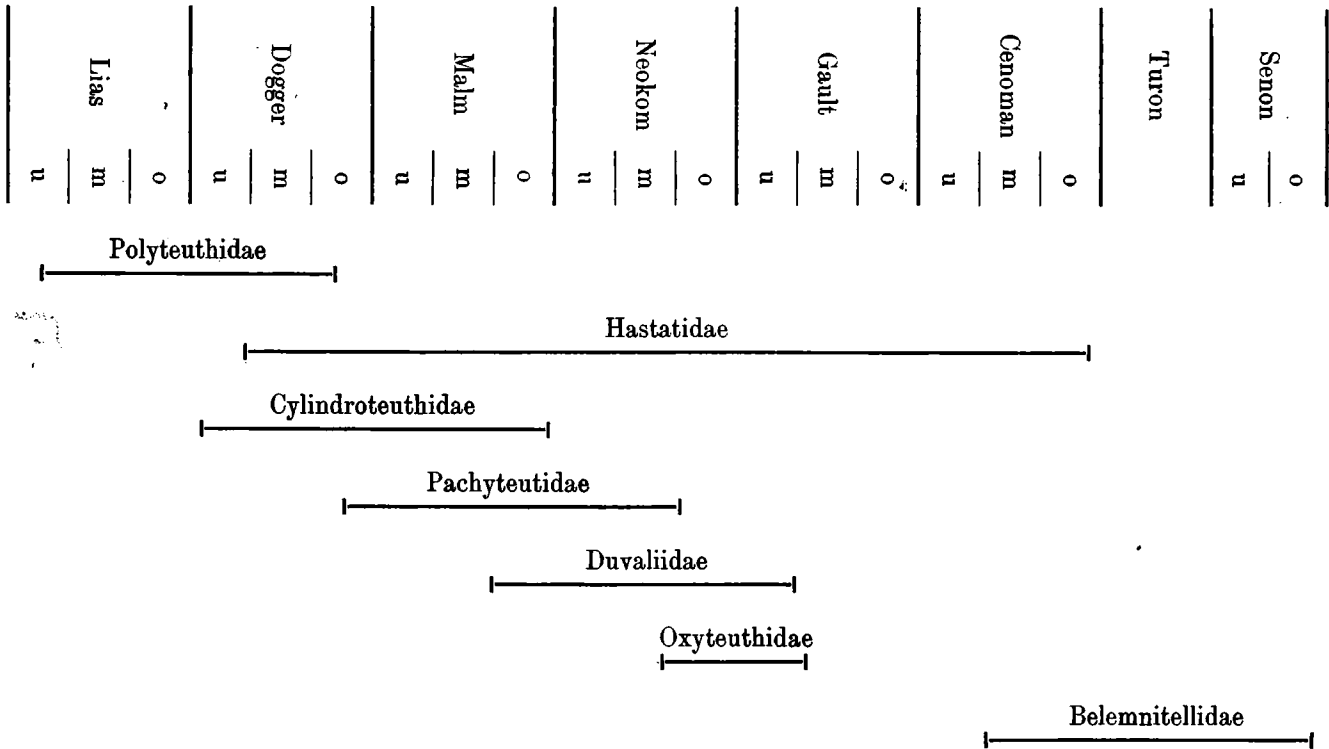 Lias Dogger Malm Neokom Gault Cenoman Turon Senon
u m o u m o u m o u m o u m o u m o u o
Polyteuthidae
Hastatidae
Cylindroteuthidae
Pachyteutidae
Duvaliidae
Oxyteuthidae
Belemnitellidae